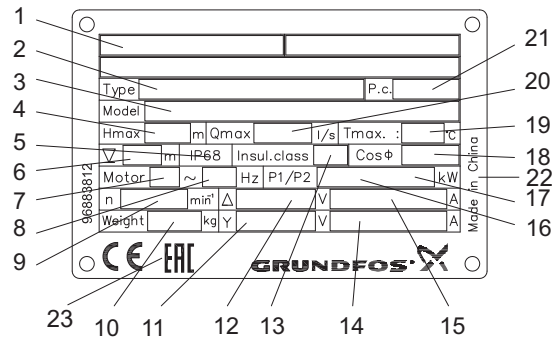 1
2
3
4
5
6
7
8
9
23
10
11
12
13
14
15
16
17
22
18
19
20
21
Type P.c.
Model
Hmax m Qmax l/s Tmax. : °C
m IP68 Insul.class CosΦ
Motor ~ Hz P1/P2 kW
n min⁻¹ △ V A
Weight kg Y V A
96883812
Made in China
CE EAC
GRUNDFOS